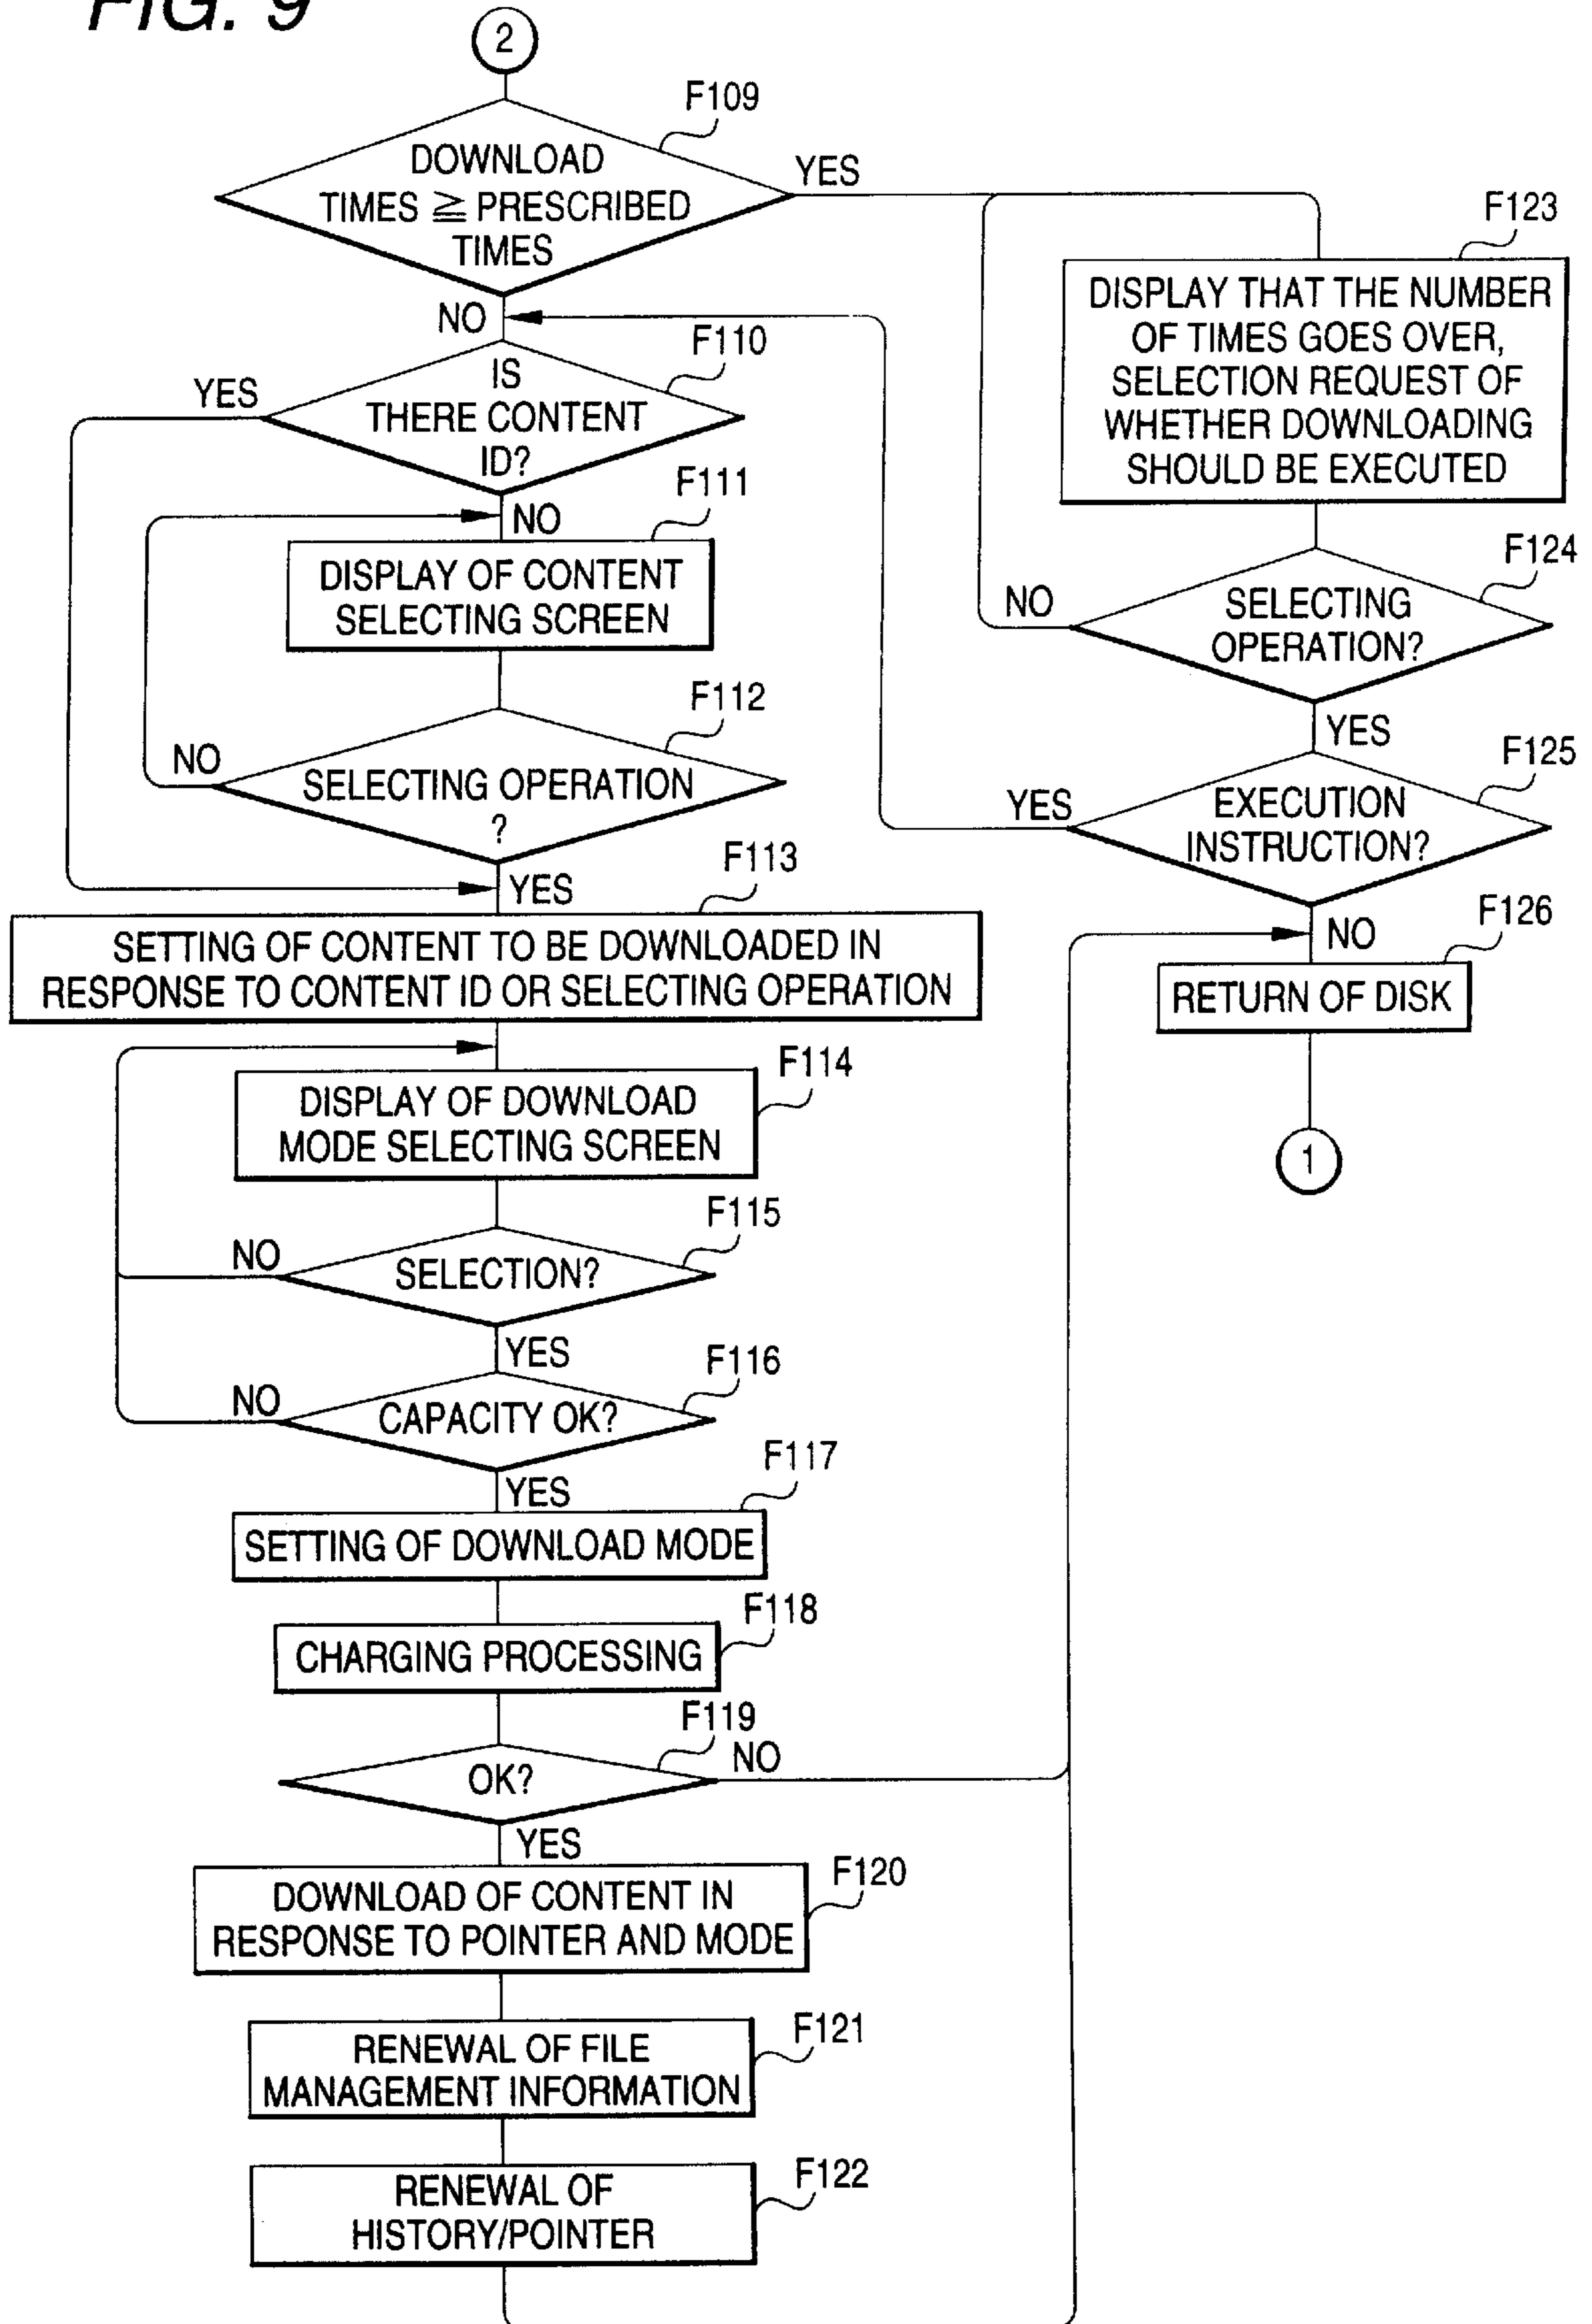 FIG. 9
2
F109
DOWNLOAD
TIMES ≧ PRESCRIBED
TIMES
YES
NO
F110
IS
THERE CONTENT
ID?
YES
NO
F111
DISPLAY OF CONTENT
SELECTING SCREEN
F112
SELECTING OPERATION
?
NO
YES
F113
SETTING OF CONTENT TO BE DOWNLOADED IN
RESPONSE TO CONTENT ID OR SELECTING OPERATION
F114
DISPLAY OF DOWNLOAD
MODE SELECTING SCREEN
F115
SELECTION?
NO
YES
F116
CAPACITY OK?
NO
YES
F117
SETTING OF DOWNLOAD MODE
F118
CHARGING PROCESSING
F119
OK?
NO
YES
F120
DOWNLOAD OF CONTENT IN
RESPONSE TO POINTER AND MODE
F121
RENEWAL OF FILE
MANAGEMENT INFORMATION
F122
RENEWAL OF
HISTORY/POINTER
F123
DISPLAY THAT THE NUMBER
OF TIMES GOES OVER,
SELECTION REQUEST OF
WHETHER DOWNLOADING
SHOULD BE EXECUTED
F124
SELECTING
OPERATION?
NO
YES
F125
EXECUTION
INSTRUCTION?
YES
NO
F126
RETURN OF DISK
1